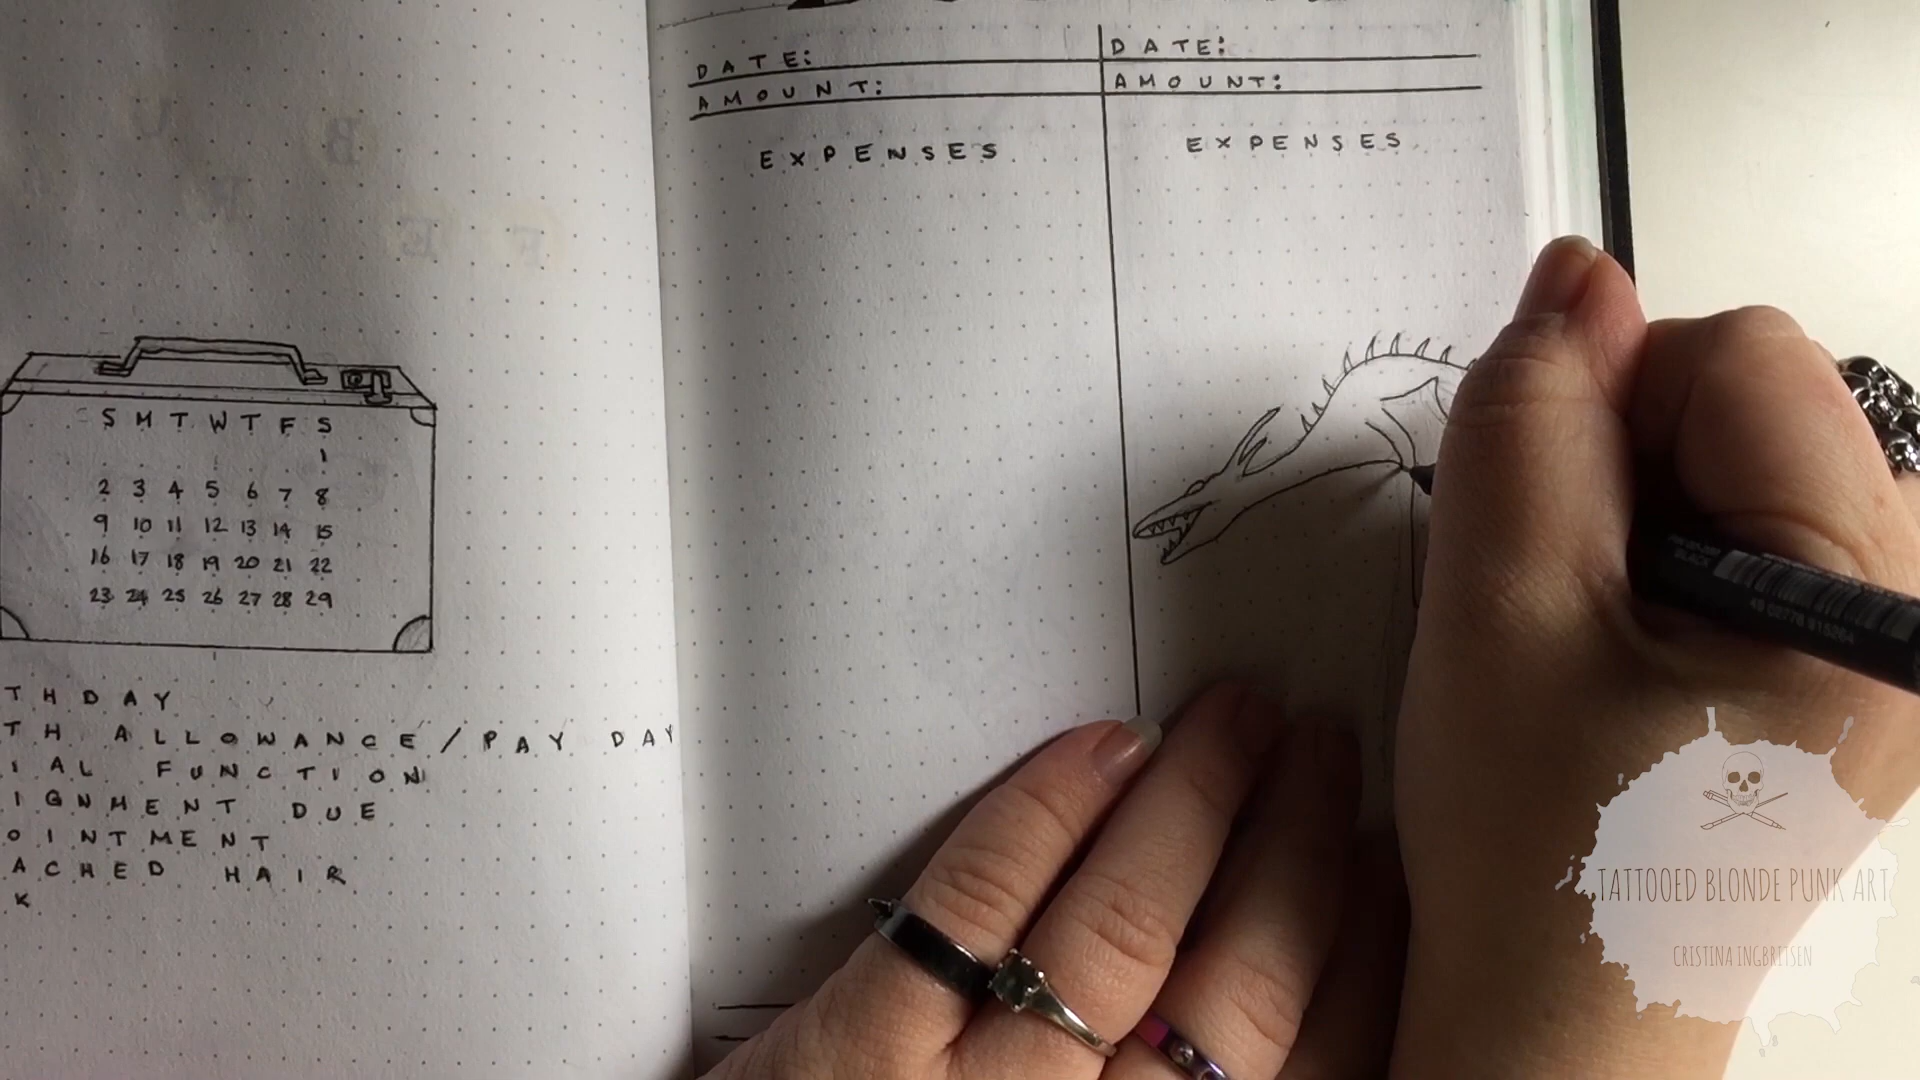 S M T W T F S
1
2 3 4 5 6 7 8
9 10 11 12 13 14 15
16 17 18 19 20 21 22
23 24 25 26 27 28 29
THDAY
TH ALLOWANCE/PAY DAY
IAL FUNCTION
IGNMENT DUE
OINTMENT
ACHED HAIR
K
DATE:
AMOUNT:
EXPENSES
DATE:
AMOUNT:
EXPENSES
BLACK
TATTOOED BLONDE PUNK ART
CRISTINA INGBRITSEN